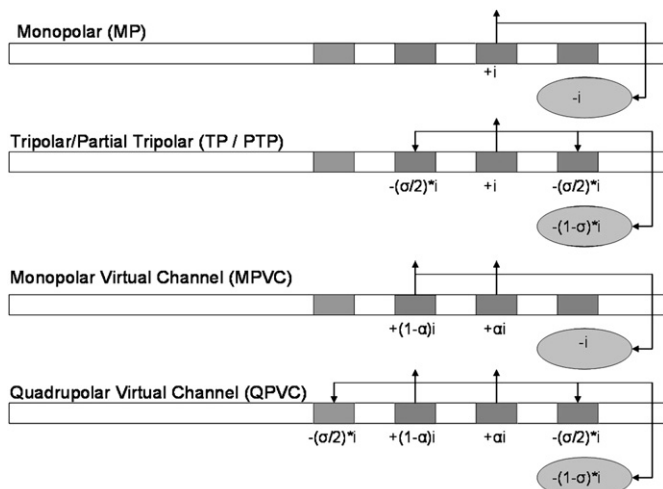 Monopolar (MP)
+i
-i
Tripolar/Partial Tripolar (TP / PTP)
-(σ/2)*i +i -(σ/2)*i
-(1-σ)*i
Monopolar Virtual Channel (MPVC)
+(1-α)i +αi
-i
Quadrupolar Virtual Channel (QPVC)
-(σ/2)*i +(1-α)i +αi -(σ/2)*i
-(1-σ)*i